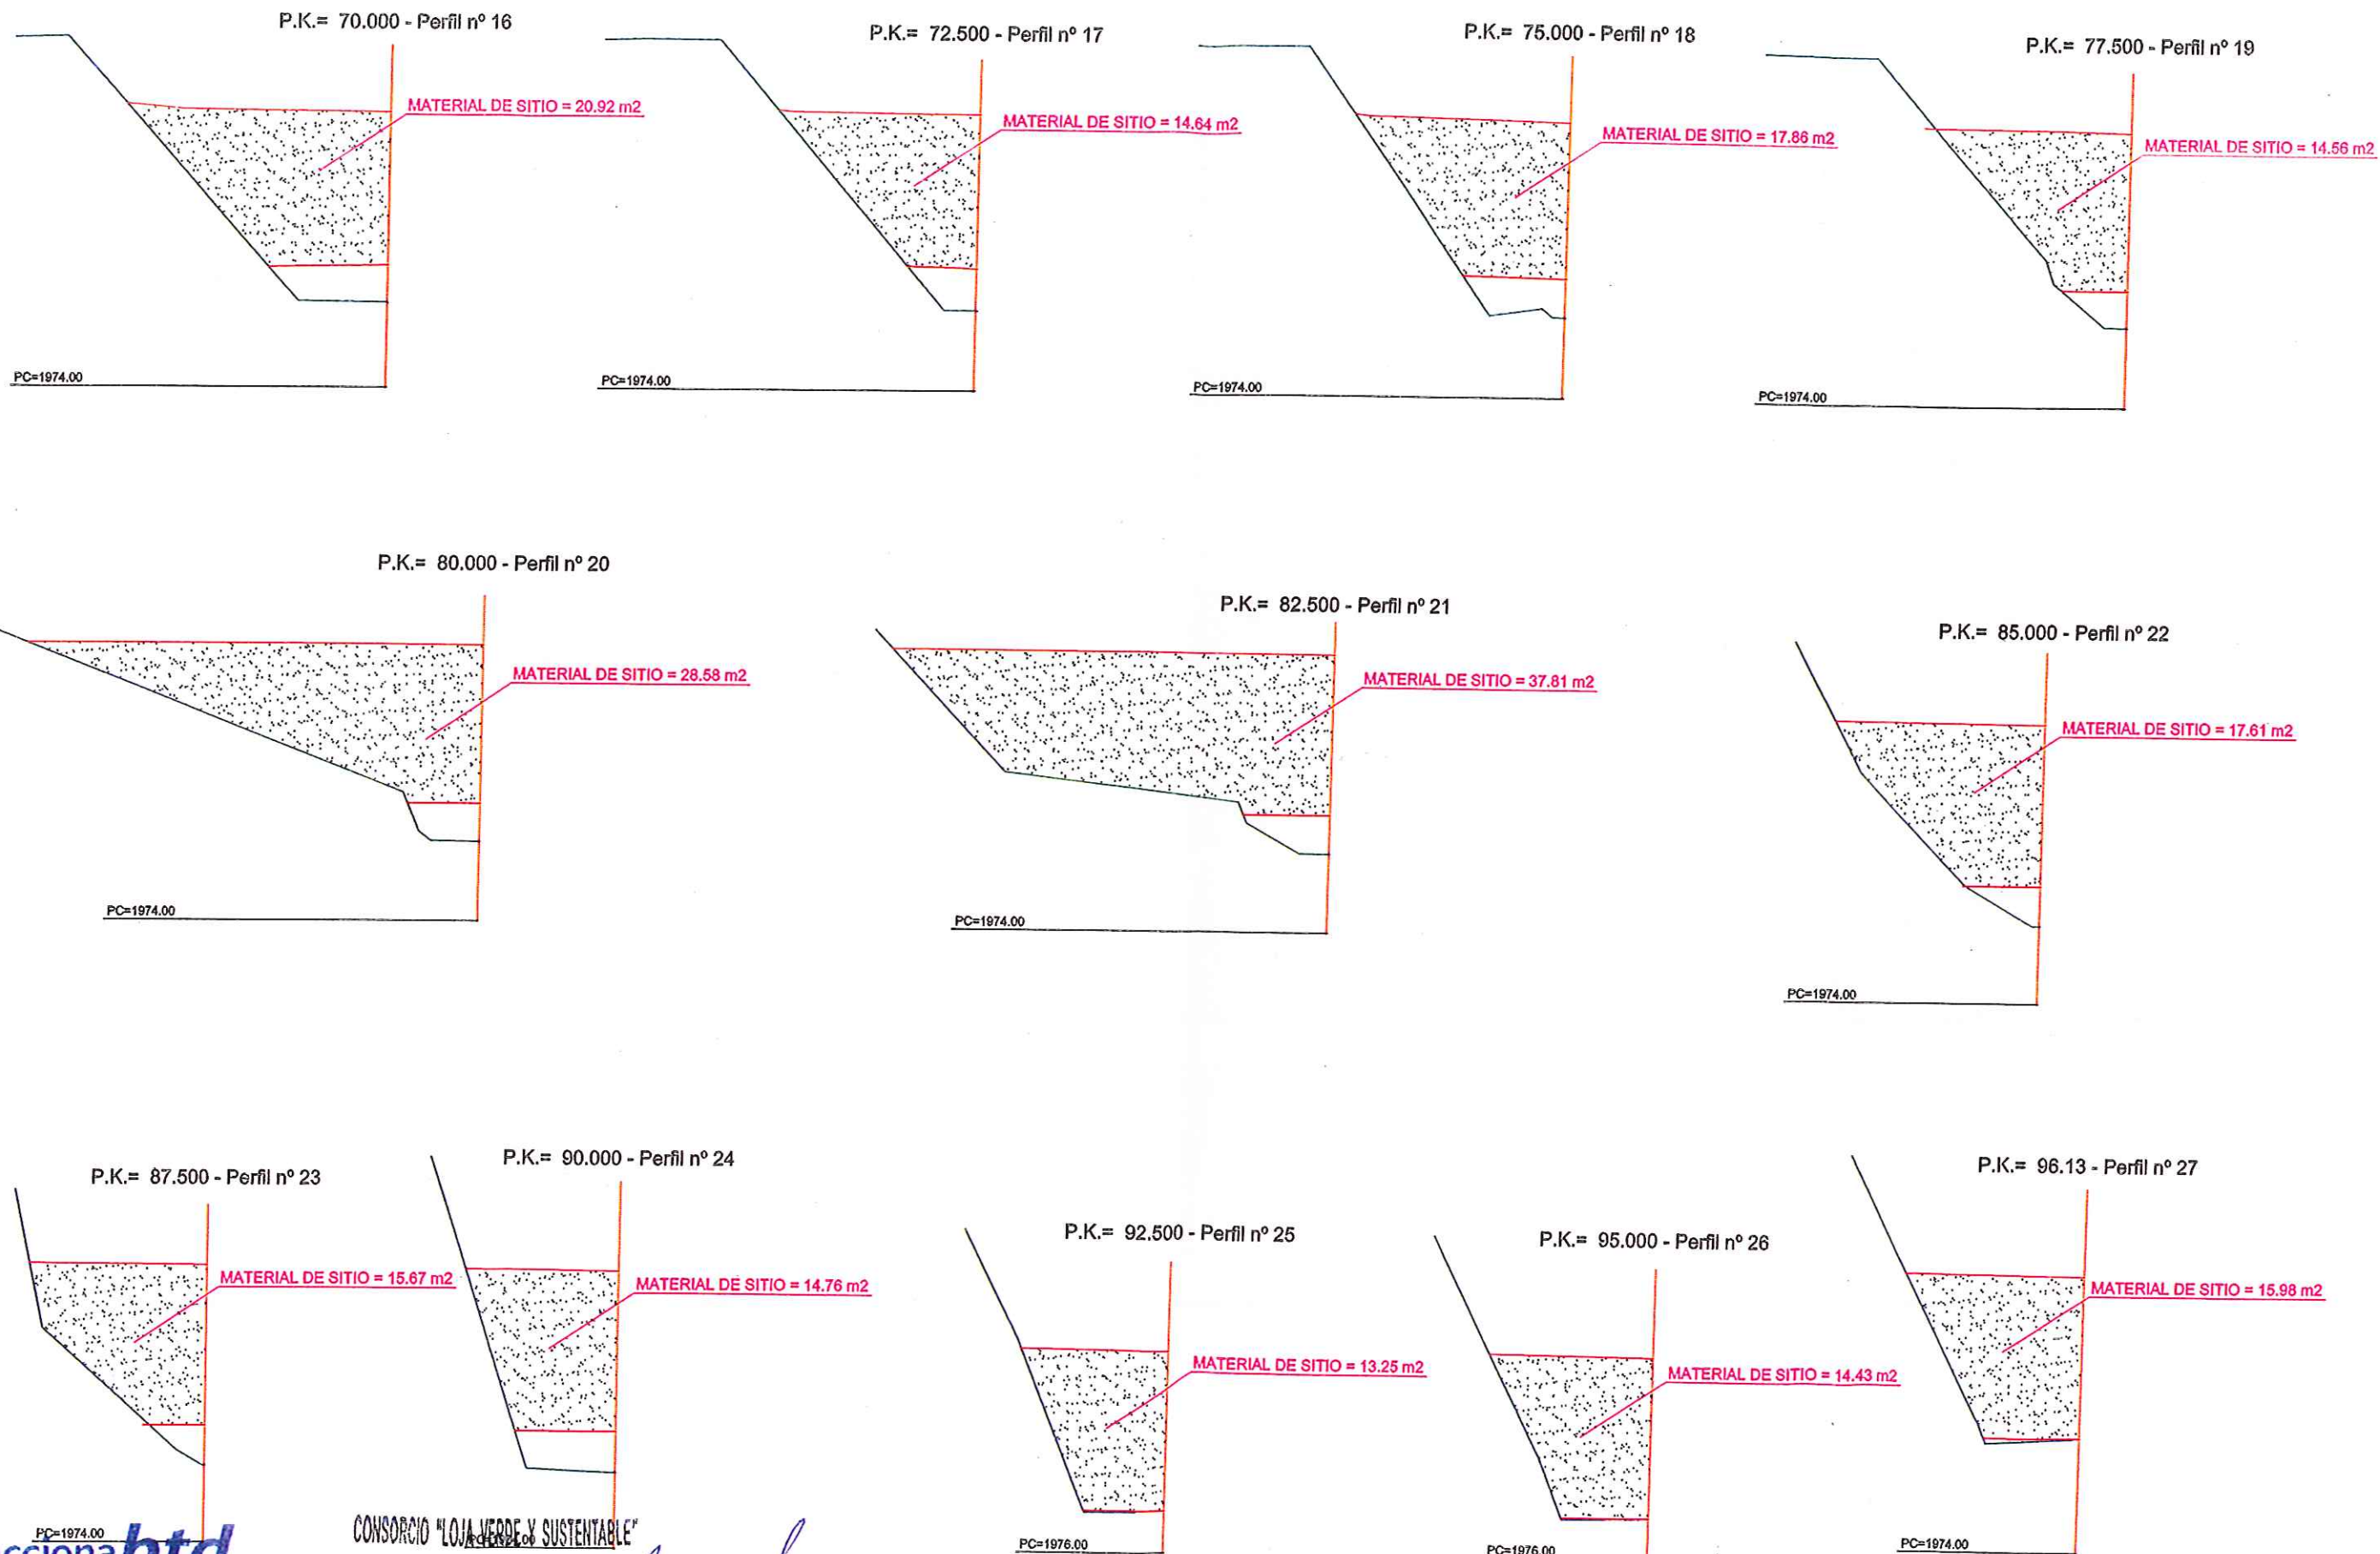 P.K.= 70.000 - Perfil nº 16
MATERIAL DE SITIO = 20.92 m2
PC=1974.00
P.K.= 72.500 - Perfil nº 17
MATERIAL DE SITIO = 14.64 m2
PC=1974.00
P.K.= 75.000 - Perfil nº 18
MATERIAL DE SITIO = 17.86 m2
PC=1974.00
P.K.= 77.500 - Perfil nº 19
MATERIAL DE SITIO = 14.56 m2
PC=1974.00
P.K.= 80.000 - Perfil nº 20
MATERIAL DE SITIO = 28.58 m2
PC=1974.00
P.K.= 82.500 - Perfil nº 21
MATERIAL DE SITIO = 37.81 m2
PC=1974.00
P.K.= 85.000 - Perfil nº 22
MATERIAL DE SITIO = 17.61 m2
PC=1974.00
P.K.= 87.500 - Perfil nº 23
MATERIAL DE SITIO = 15.67 m2
PC=1974.00
P.K.= 90.000 - Perfil nº 24
MATERIAL DE SITIO = 14.76 m2
P.K.= 92.500 - Perfil nº 25
MATERIAL DE SITIO = 13.25 m2
PC=1976.00
P.K.= 95.000 - Perfil nº 26
MATERIAL DE SITIO = 14.43 m2
PC=1976.00
P.K.= 96.13 - Perfil nº 27
MATERIAL DE SITIO = 15.98 m2
PC=1974.00
CONSORCIO "LOJA VERDE Y SUSTENTABLE"